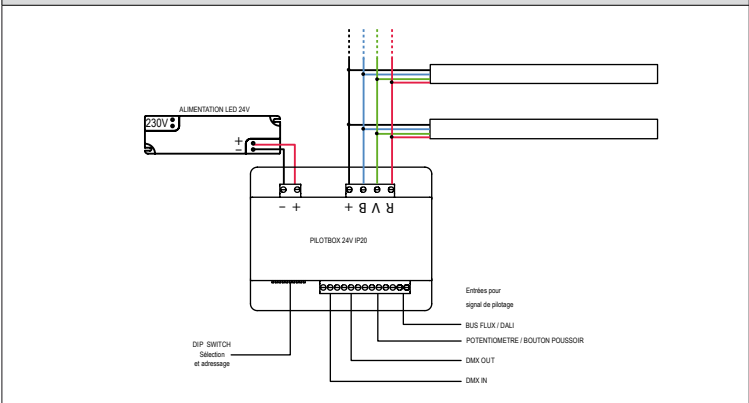 ALIMENTATION LED 24V
230V
+
–
– +
+ B V R
PILOTBOX 24V IP20
Entrées pour
signal de pilotage
BUS FLUX / DALI
POTENTIOMETRE / BOUTON POUSSOIR
DMX OUT
DMX IN
DIP SWITCH
Sélection
et adressage